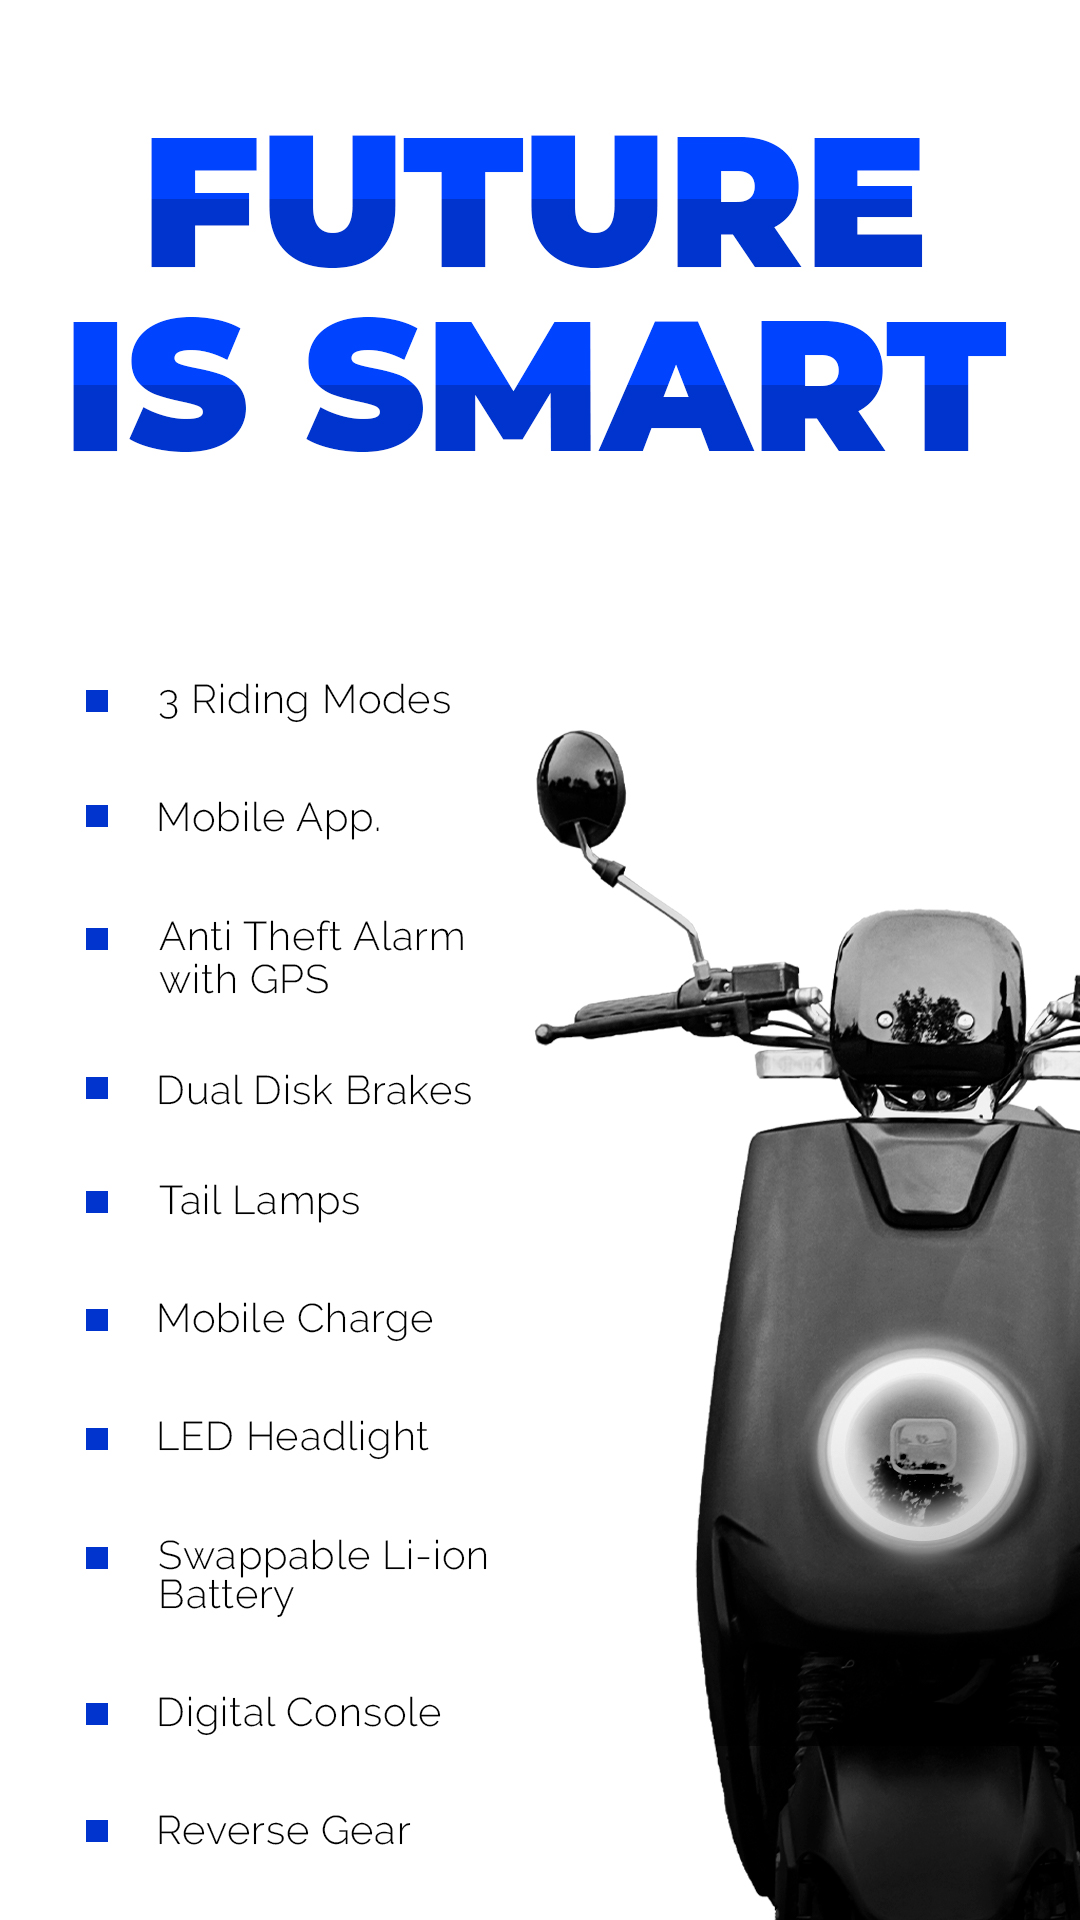 FUTURE
IS SMART
3 Riding Modes
Mobile App.
Anti Theft Alarm
with GPS
Dual Disk Brakes
Tail Lamps
Mobile Charge
LED Headlight
Swappable Li-ion
Battery
Digital Console
Reverse Gear